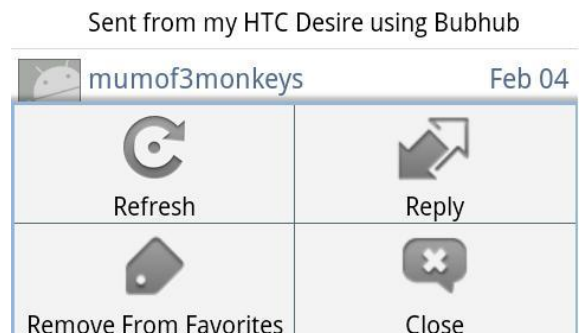 Sent from my HTC Desire using Bubhub
mumof3monkeys Feb 04
Refresh Reply
Remove From Favorites Close